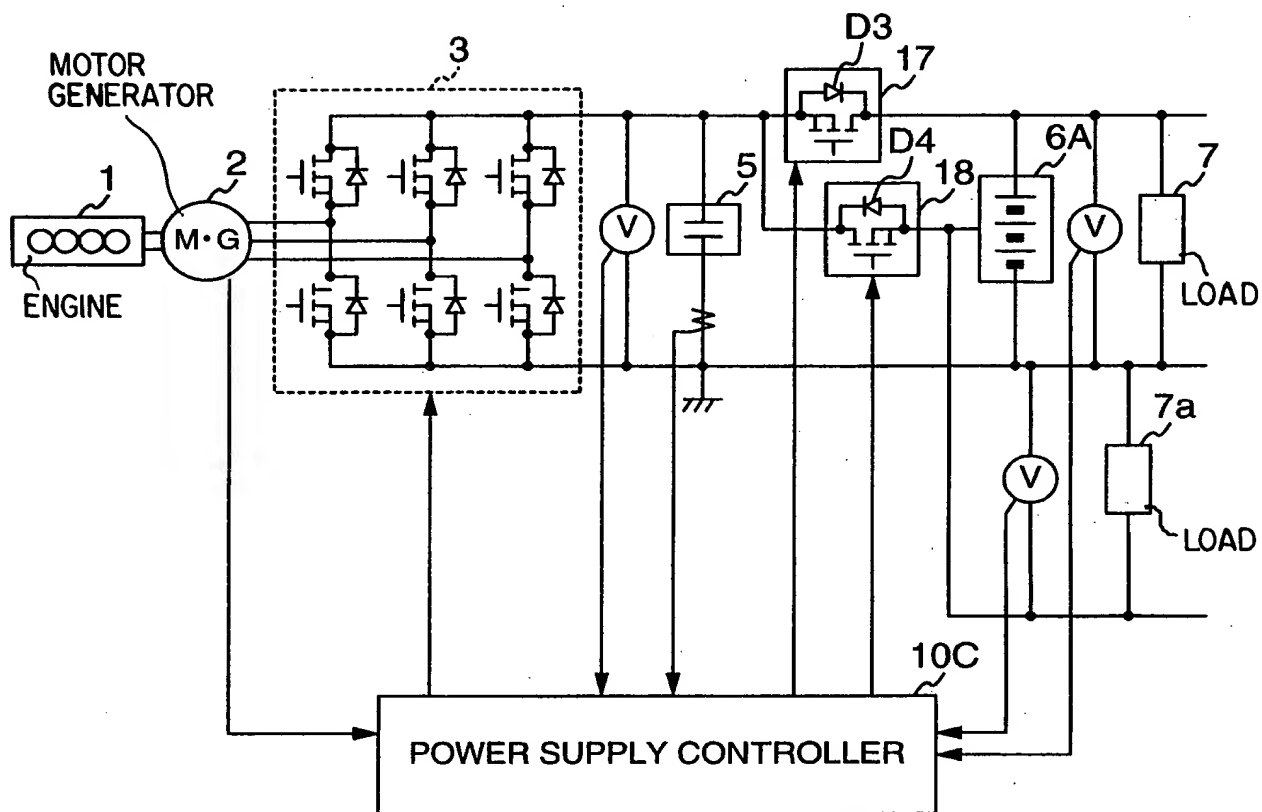 D3
3
17
MOTOR
GENERATOR
D4
6A
1
2
5
18
7
V
V
M·G
LOAD
ENGINE
7a
V
LOAD
10C
POWER SUPPLY CONTROLLER